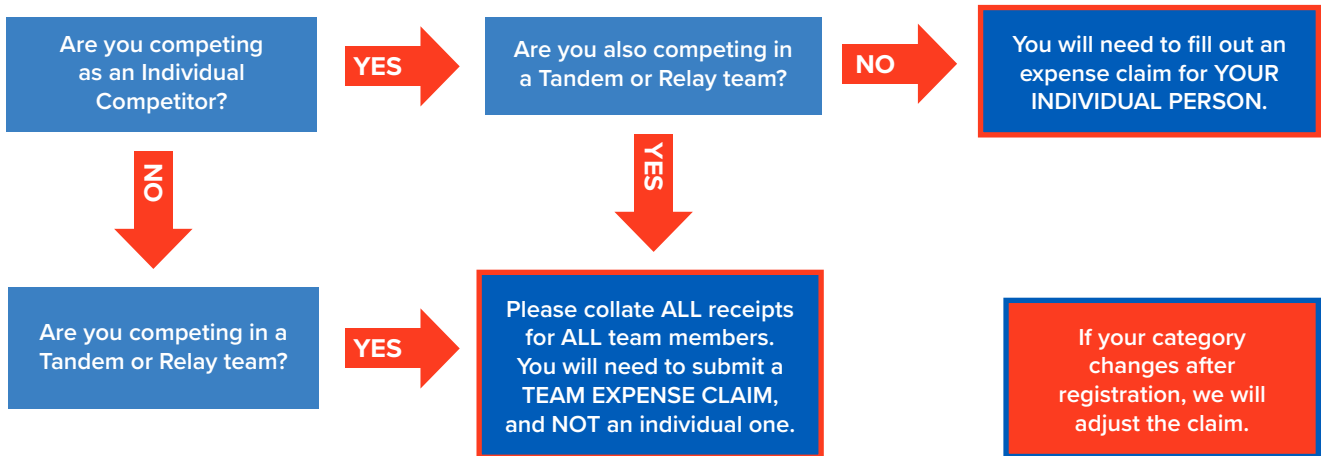 Are you competing
as an Individual
Competitor?
YES
Are you also competing in
a Tandem or Relay team?
NO
You will need to fill out an
expense claim for YOUR
INDIVIDUAL PERSON.
NO
YES
Are you competing in a
Tandem or Relay team?
YES
Please collate ALL receipts
for ALL team members.
You will need to submit a
TEAM EXPENSE CLAIM,
and NOT an individual one.
If your category
changes after
registration, we will
adjust the claim.